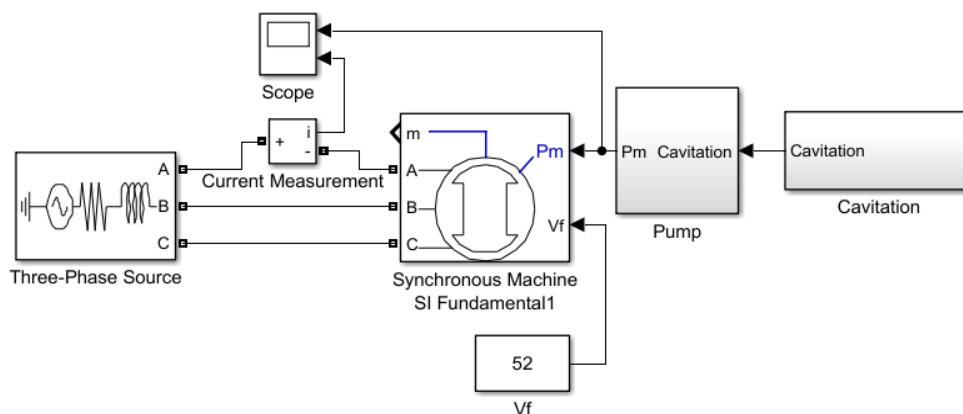 Scope
i
+
-
Current Measurement
A
B
C
Three-Phase Source
m
Pm
A
B
C
Vf
Synchronous Machine
SI Fundamental1
Pm Cavitation
Pump
Cavitation
Cavitation
52
Vf